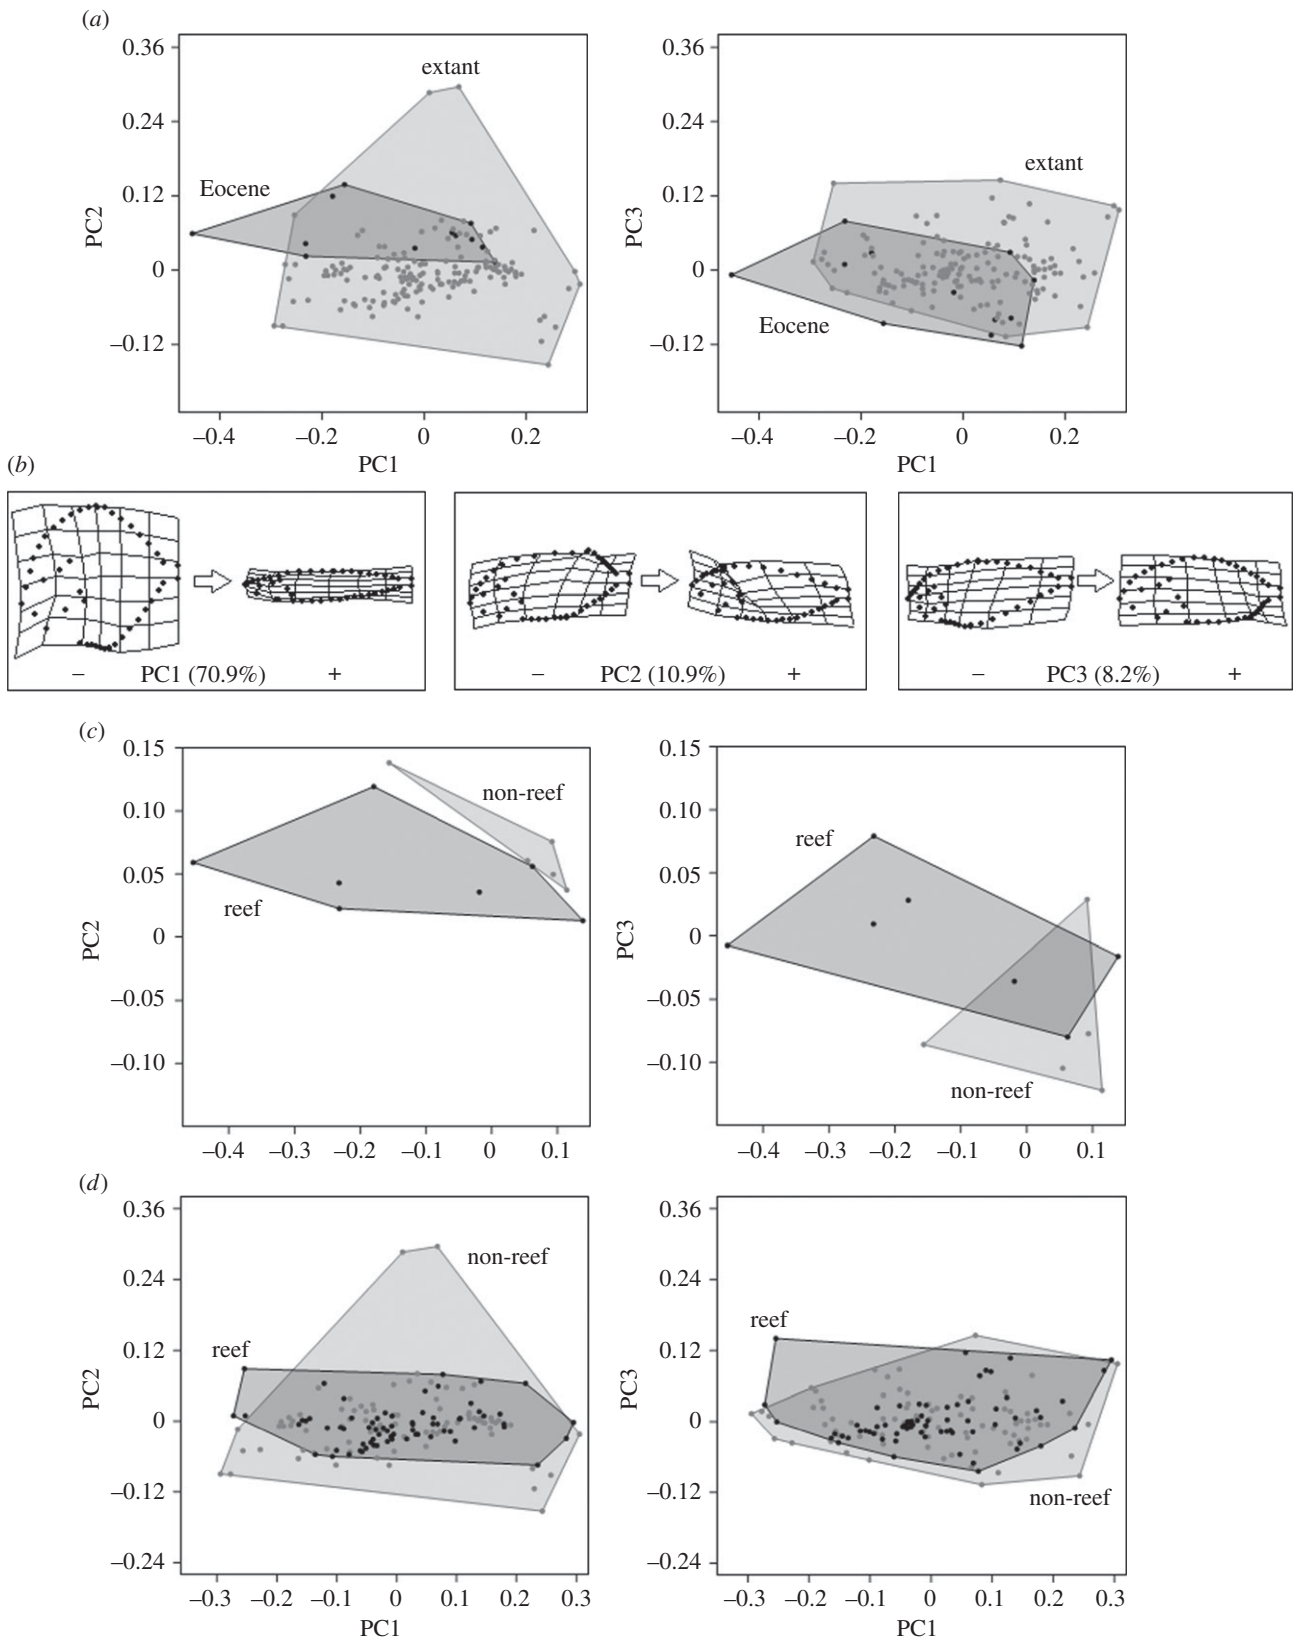 (a)
0.36
0.24
0.12
0
–0.12
PC2
extant
Eocene
–0.4 –0.2 0 0.2
PC1
0.36
0.24
0.12
0
–0.12
PC3
extant
Eocene
–0.4 –0.2 0 0.2
PC1
(b)
– PC1 (70.9%) +
– PC2 (10.9%) +
– PC3 (8.2%) +
(c)
0.15
0.10
0.05
0
–0.05
–0.10
PC2
non-reef
reef
–0.4 –0.3 –0.2 –0.1 0 0.1
0.15
0.10
0.05
0
–0.05
–0.10
PC3
reef
non-reef
–0.4 –0.3 –0.2 –0.1 0 0.1
(d)
0.36
0.24
0.12
0
–0.12
–0.24
PC2
non-reef
reef
–0.3 –0.2 –0.1 0 0.1 0.2 0.3
PC1
0.36
0.24
0.12
0
–0.12
–0.24
PC3
reef
non-reef
–0.3 –0.2 –0.1 0 0.1 0.2 0.3
PC1